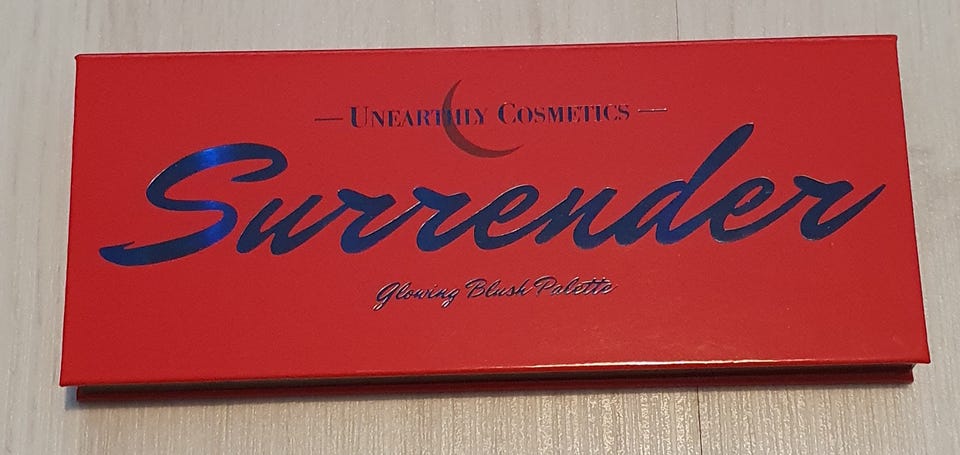 — Unearthly Cosmetics —
Surrender
Glowing Blush Palette